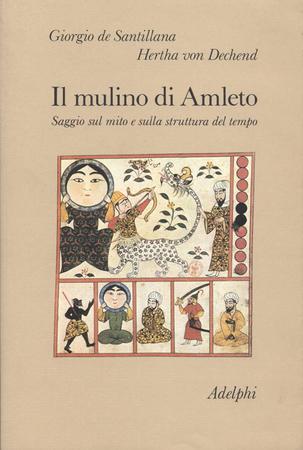 Giorgio de Santillana
Hertha von Dechend
Il mulino di Amleto
Saggio sul mito e sulla struttura del tempo
Adelphi